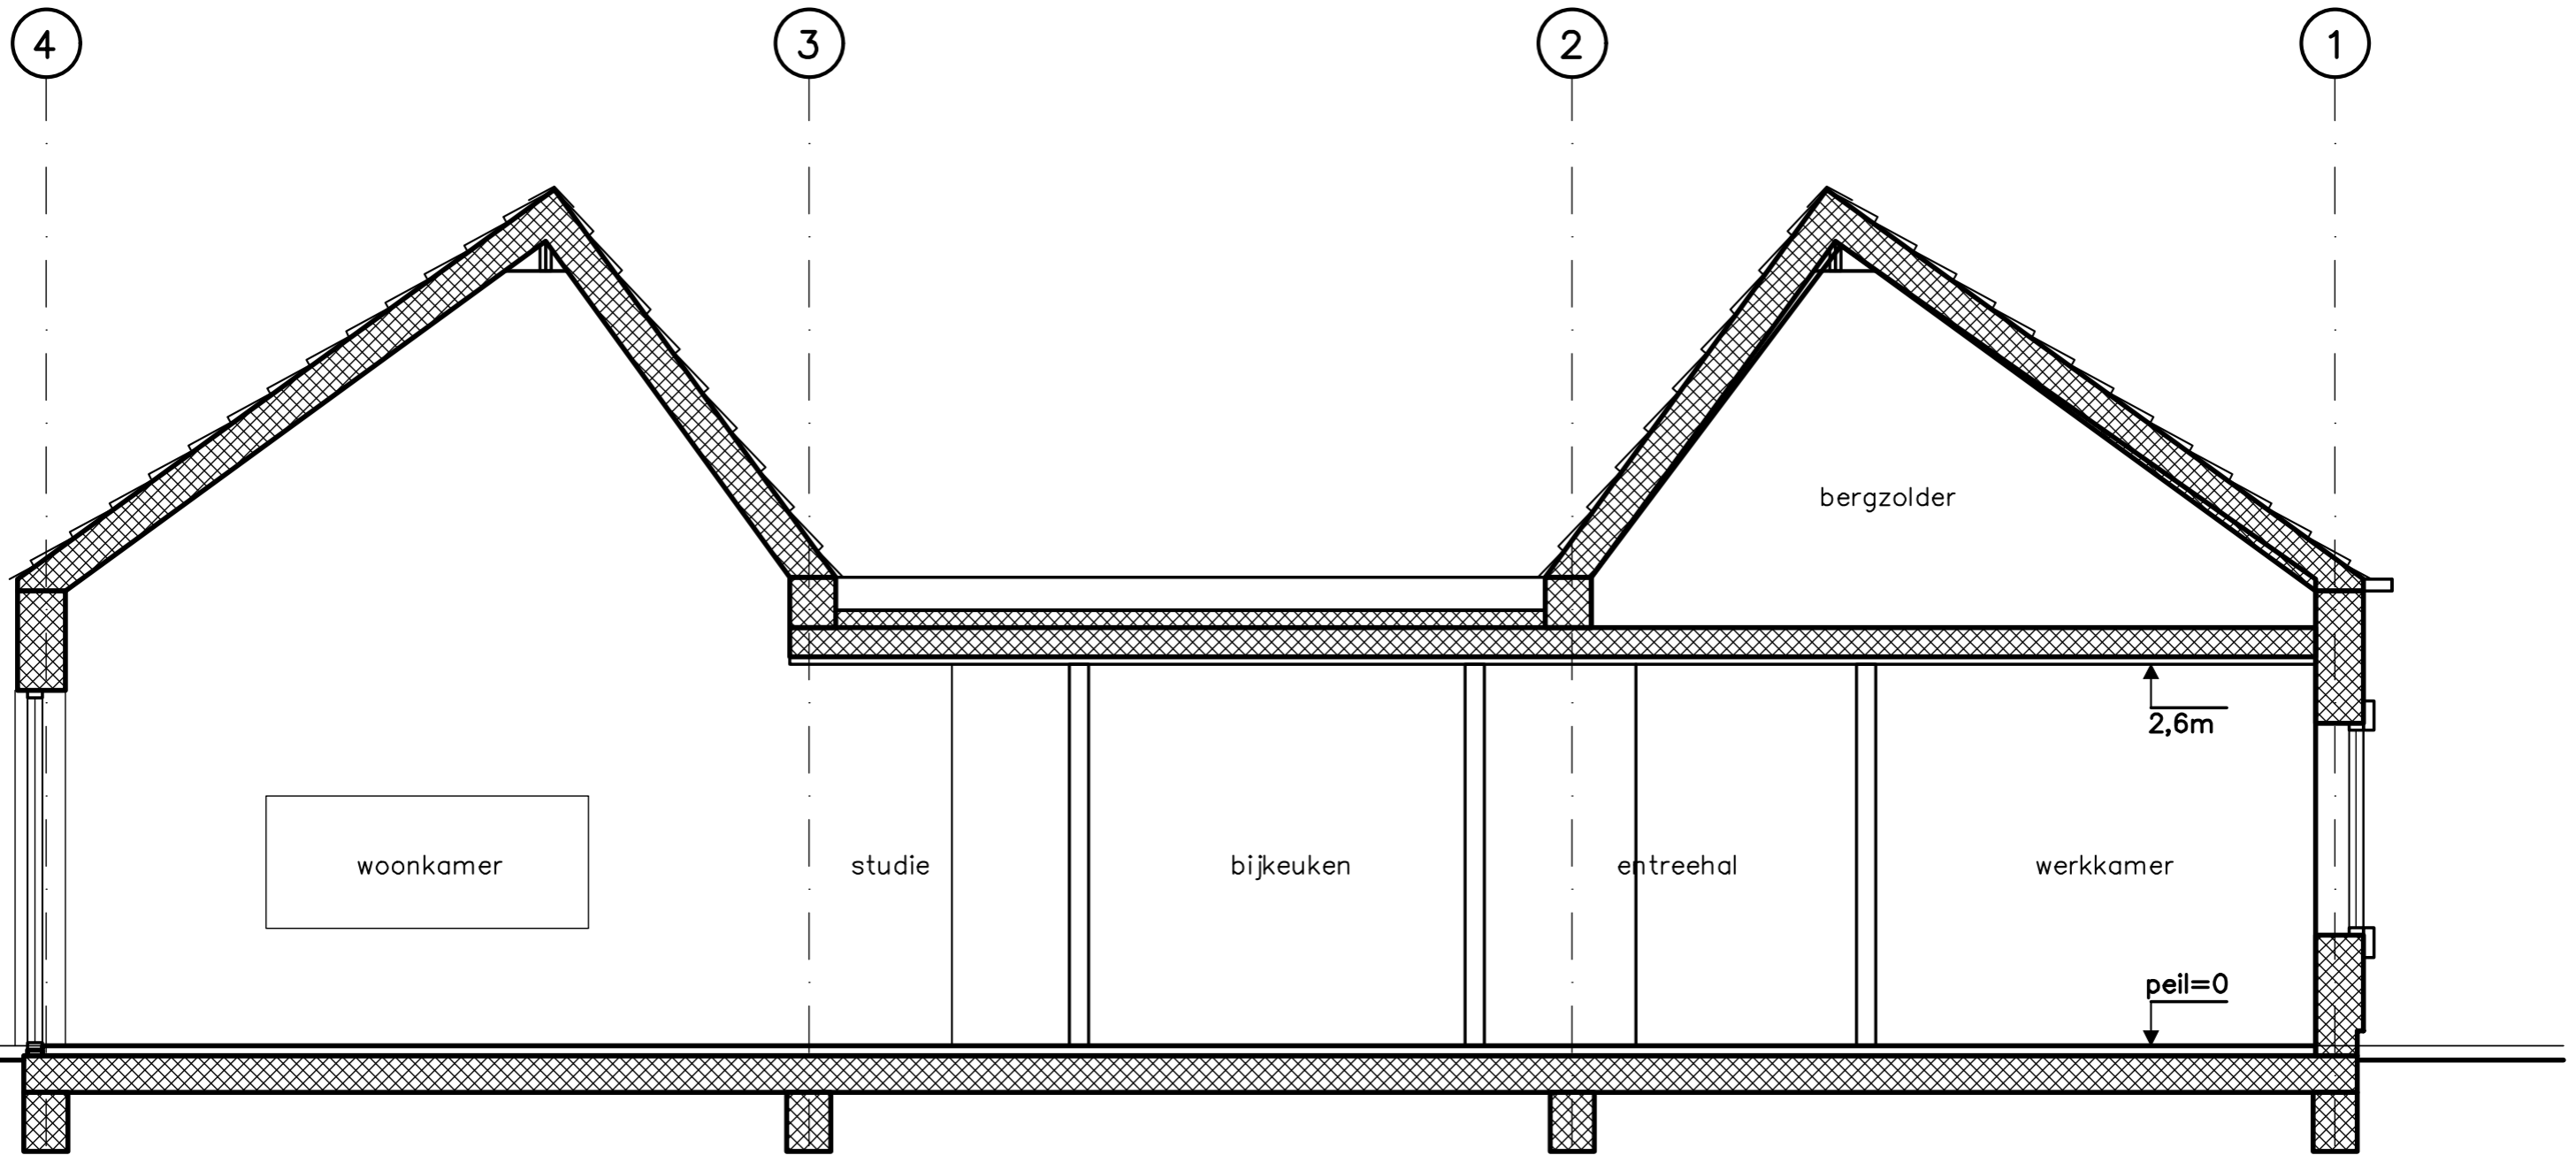 4
3
2
1
bergzolder
2,6m
woonkamer
studie
bijkeuken
entreehal
werkkamer
peil=0